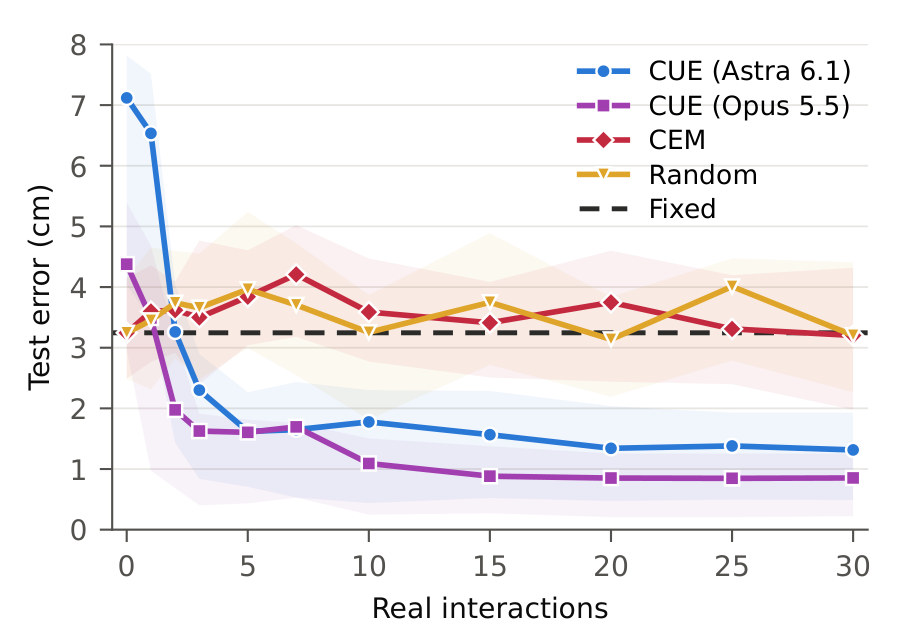 CUE (Astra 6.1)
CUE (Opus 5.5)
CEM
Random
Fixed
Test error (cm)
8
7
6
5
4
3
2
1
0
0 5 10 15 20 25 30
Real interactions